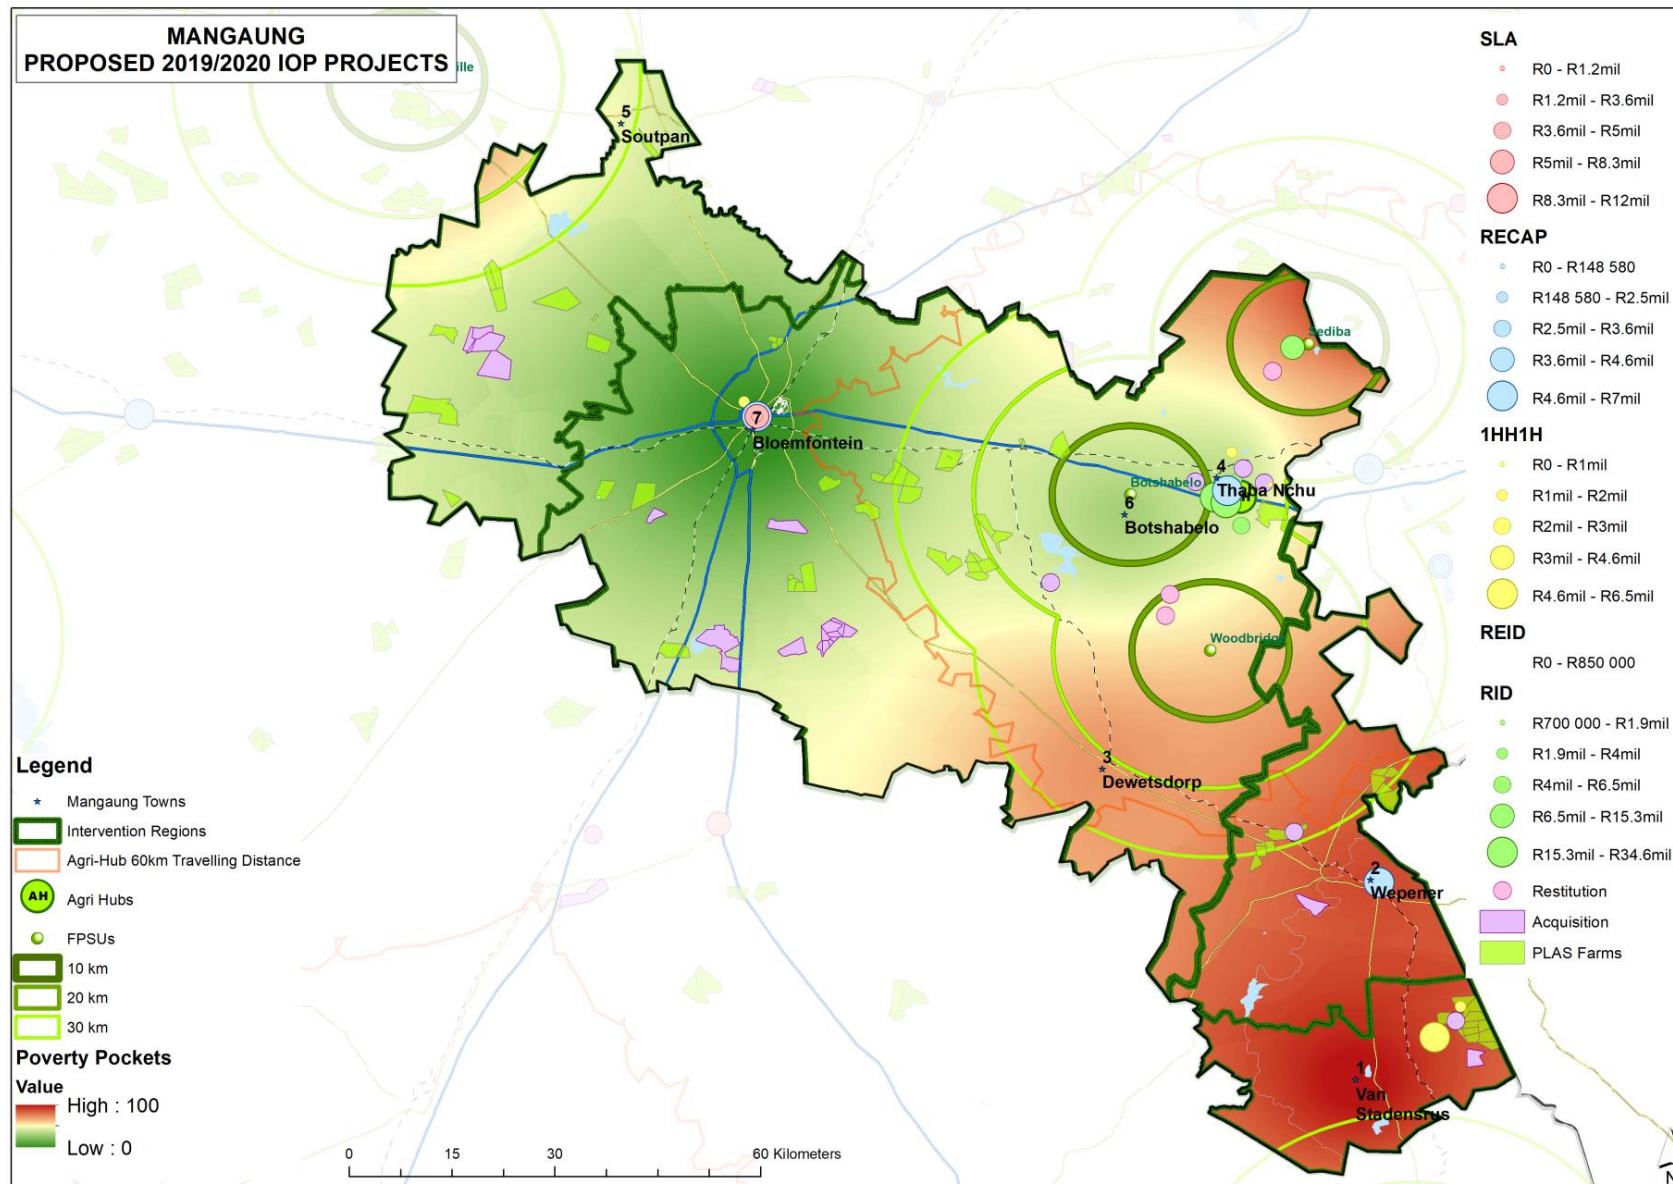 MANGAUNG
PROPOSED 2019/2020 IOP PROJECTS
ille
5
Soutpan
Sediba
7
Bloemfontein
4
Thaba Nchu
Botshabelo
6
Botshabelo
Woodbridge
3
Dewetsdorp
2
Wepener
1
Van
Stadensrus
SLA
R0 - R1.2mil
R1.2mil - R3.6mil
R3.6mil - R5mil
R5mil - R8.3mil
R8.3mil - R12mil
RECAP
R0 - R148 580
R148 580 - R2.5mil
R2.5mil - R3.6mil
R3.6mil - R4.6mil
R4.6mil - R7mil
1HH1H
R0 - R1mil
R1mil - R2mil
R2mil - R3mil
R3mil - R4.6mil
R4.6mil - R6.5mil
REID
R0 - R850 000
RID
R700 000 - R1.9mil
R1.9mil - R4mil
R4mil - R6.5mil
R6.5mil - R15.3mil
R15.3mil - R34.6mil
Restitution
Acquisition
PLAS Farms
Legend
Mangaung Towns
Intervention Regions
Agri-Hub 60km Travelling Distance
AH Agri Hubs
FPSUs
10 km
20 km
30 km
Poverty Pockets
Value
High : 100
Low : 0
0 15 30 60 Kilometers